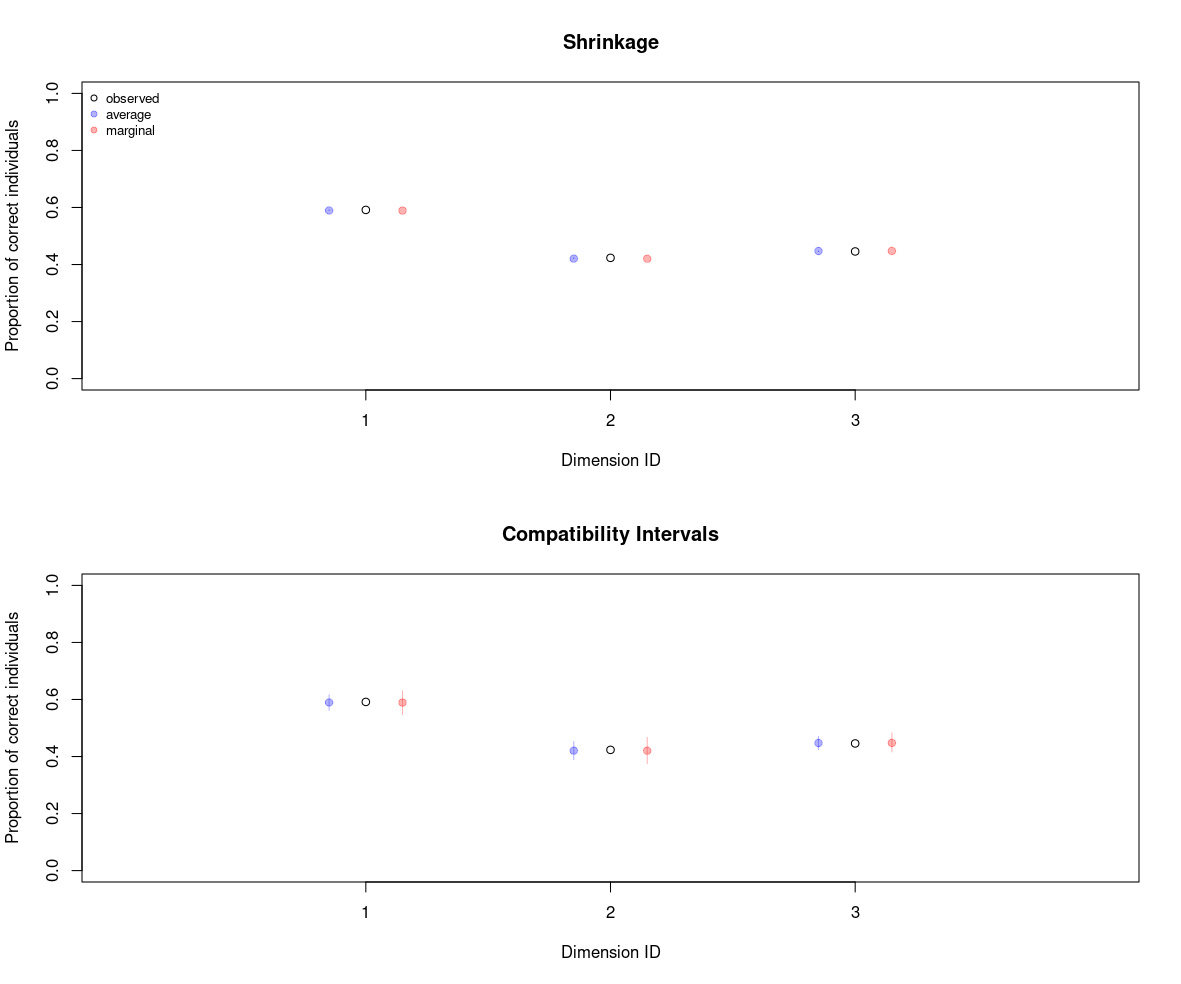 Shrinkage
Proportion of correct individuals
1.0
0.8
0.6
0.4
0.2
0.0
observed
average
marginal
1 2 3
Dimension ID
Compatibility Intervals
Proportion of correct individuals
1.0
0.8
0.6
0.4
0.2
0.0
1 2 3
Dimension ID